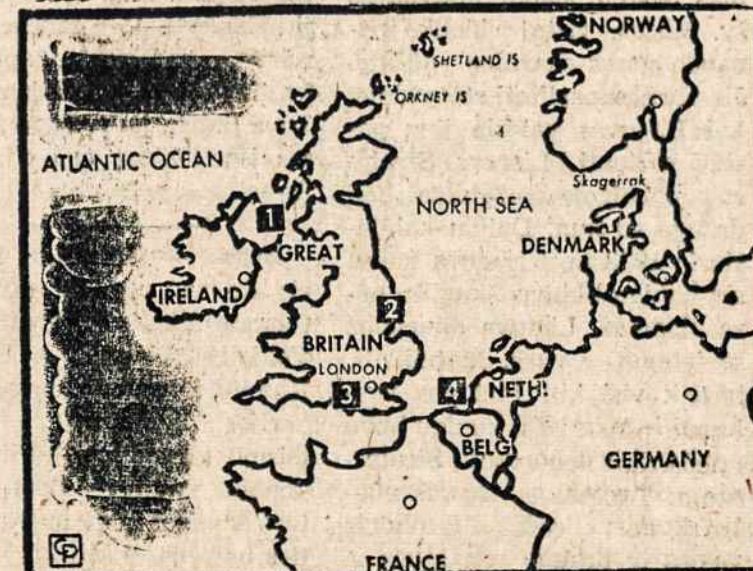 NORWAY
SHETLAND IS
ORKNEY IS
ATLANTIC OCEAN
Skagerrak
NORTH SEA
1
GREAT
DENMARK
IRELAND
2
BRITAIN
LONDON
3
4
NETH!
BELG
GERMANY
FRANCE
CP